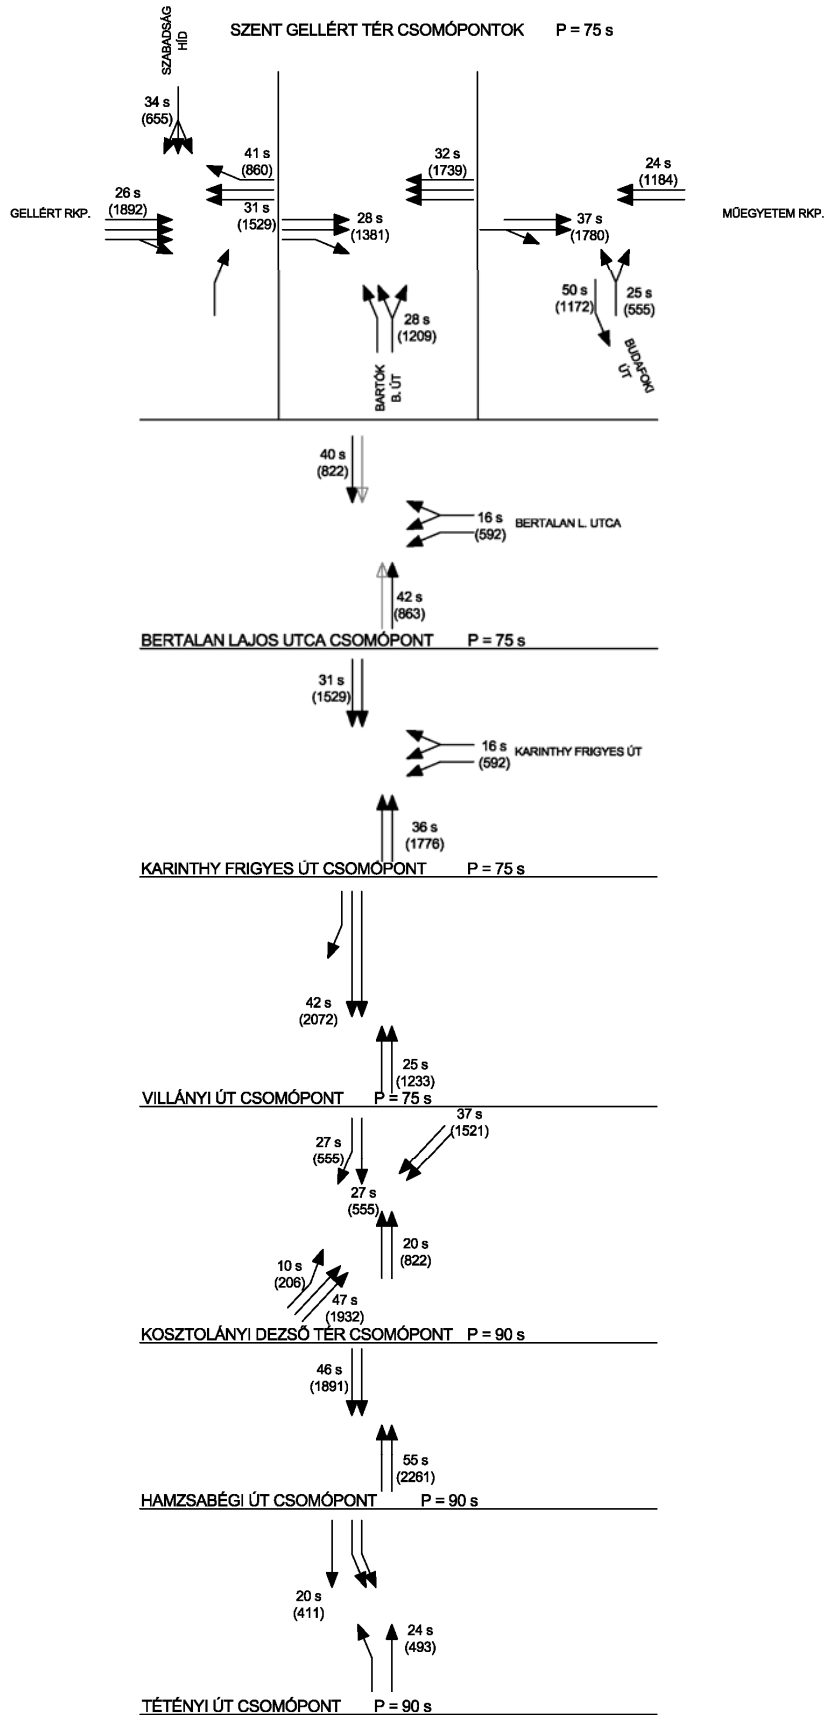 SZENT GELLÉRT TÉR CSOMÓPONTOK P = 75 s
SZABADSÁG
HÍD
34 s
(655)
41 s
(860)
32 s
(1739)
24 s
(1184)
26 s
(1892)
GELLÉRT RKP.
31 s
(1529)
28 s
(1381)
37 s
(1780)
MŰEGYETEM RKP.
50 s
(1172)
25 s
(555)
28 s
(1209)
BARTÓK
B. ÚT
BUDAFOKI
ÚT
40 s
(822)
16 s
(592)
BERTALAN L. UTCA
42 s
(863)
BERTALAN LAJOS UTCA CSOMÓPONT P = 75 s
31 s
(1529)
16 s
(592)
KARINTHY FRIGYES ÚT
36 s
(1776)
KARINTHY FRIGYES ÚT CSOMÓPONT P = 75 s
42 s
(2072)
25 s
(1233)
VILLÁNYI ÚT CSOMÓPONT P = 75 s
37 s
(1521)
27 s
(555)
27 s
(555)
20 s
(822)
10 s
(206)
47 s
(1932)
KOSZTOLÁNYI DEZSŐ TÉR CSOMÓPONT P = 90 s
46 s
(1891)
55 s
(2261)
HAMZSABÉGI ÚT CSOMÓPONT P = 90 s
20 s
(411)
24 s
(493)
TÉTÉNYI ÚT CSOMÓPONT P = 90 s